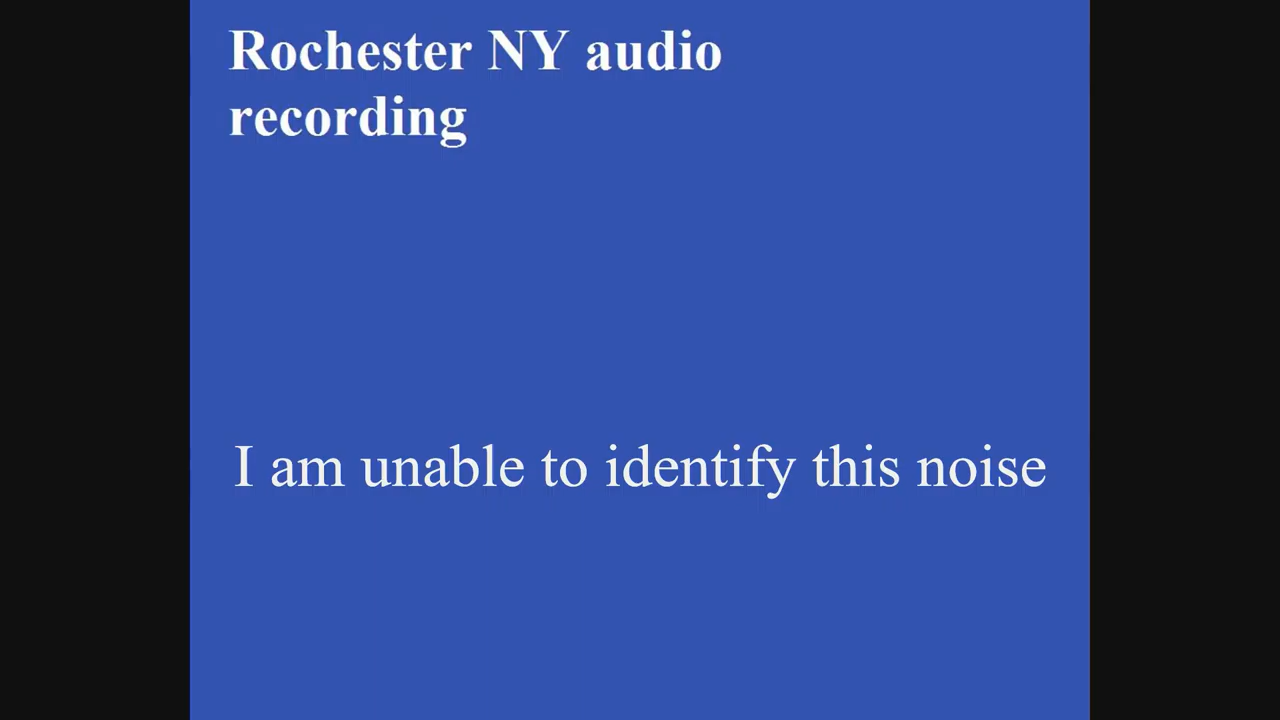 Rochester NY audio
recording
I am unable to identify this noise